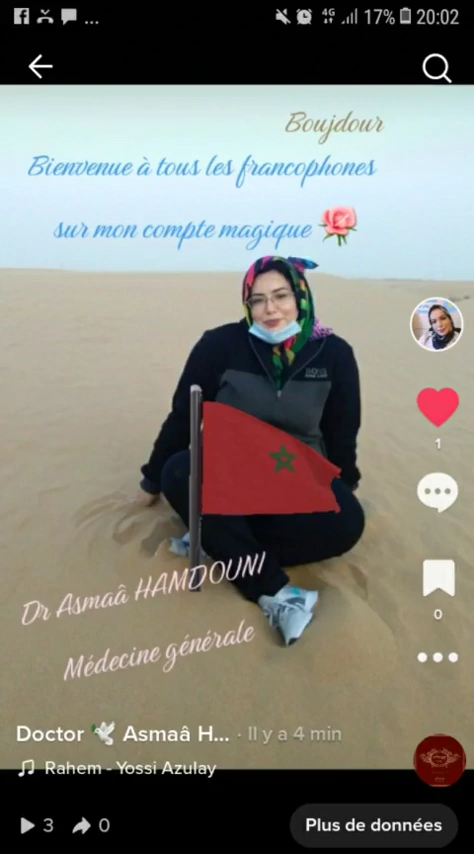 ... 4G 17% 20:02
Boujdour
Bienvenue à tous les francophones
sur mon compte magique 🌹
BOSS
1
0
Dr Asmaâ HAMDOUNI
Médecine générale
Doctor 🕊 Asmaâ H... · Il y a 4 min
Rahem - Yossi Azulay
3 0 Plus de données